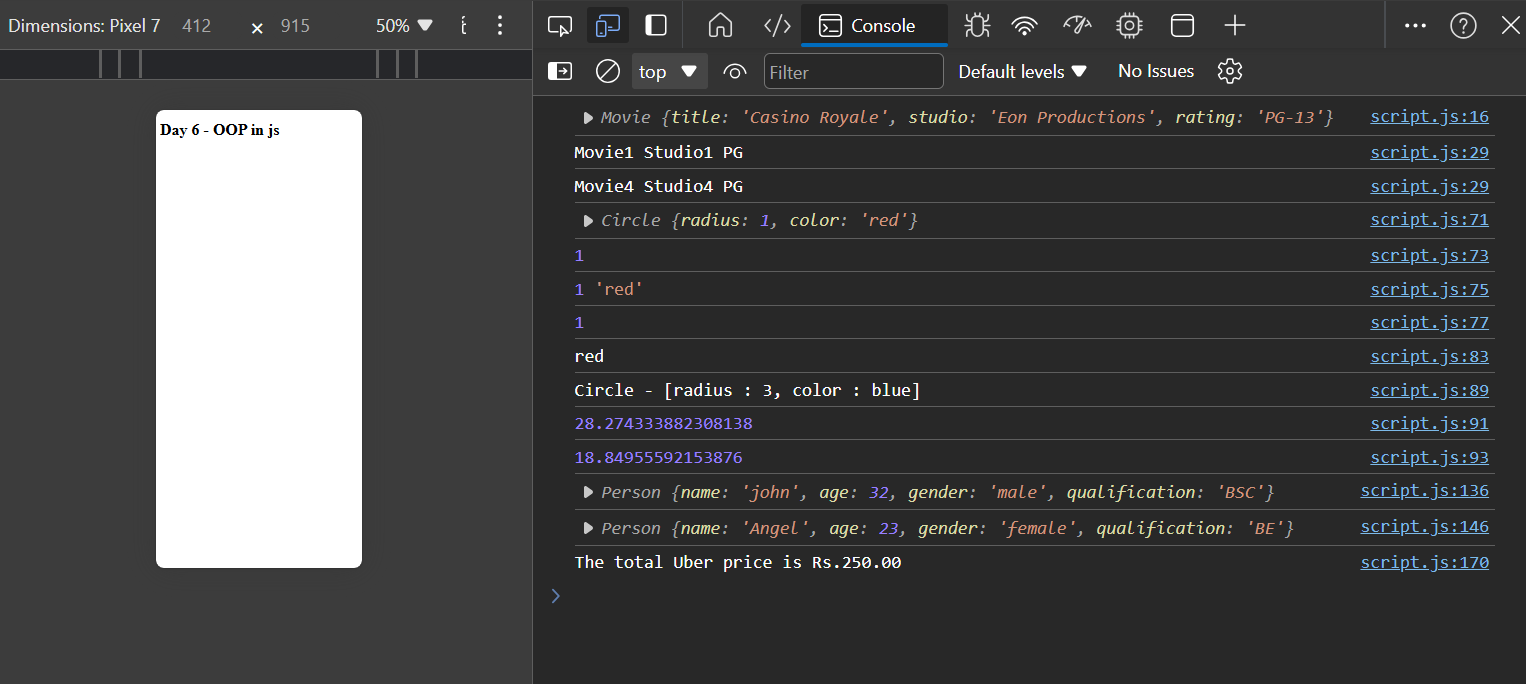 Dimensions: Pixel 7 412 × 915 50%
Console
top Filter Default levels No Issues
Day 6 - OOP in js
Movie {title: 'Casino Royale', studio: 'Eon Productions', rating: 'PG-13'} script.js:16
Movie1 Studio1 PG script.js:29
Movie4 Studio4 PG script.js:29
Circle {radius: 1, color: 'red'} script.js:71
1 script.js:73
1 'red' script.js:75
1 script.js:77
red script.js:83
Circle - [radius : 3, color : blue] script.js:89
28.274333882308138 script.js:91
18.84955592153876 script.js:93
Person {name: 'john', age: 32, gender: 'male', qualification: 'BSC'} script.js:136
Person {name: 'Angel', age: 23, gender: 'female', qualification: 'BE'} script.js:146
The total Uber price is Rs.250.00 script.js:170